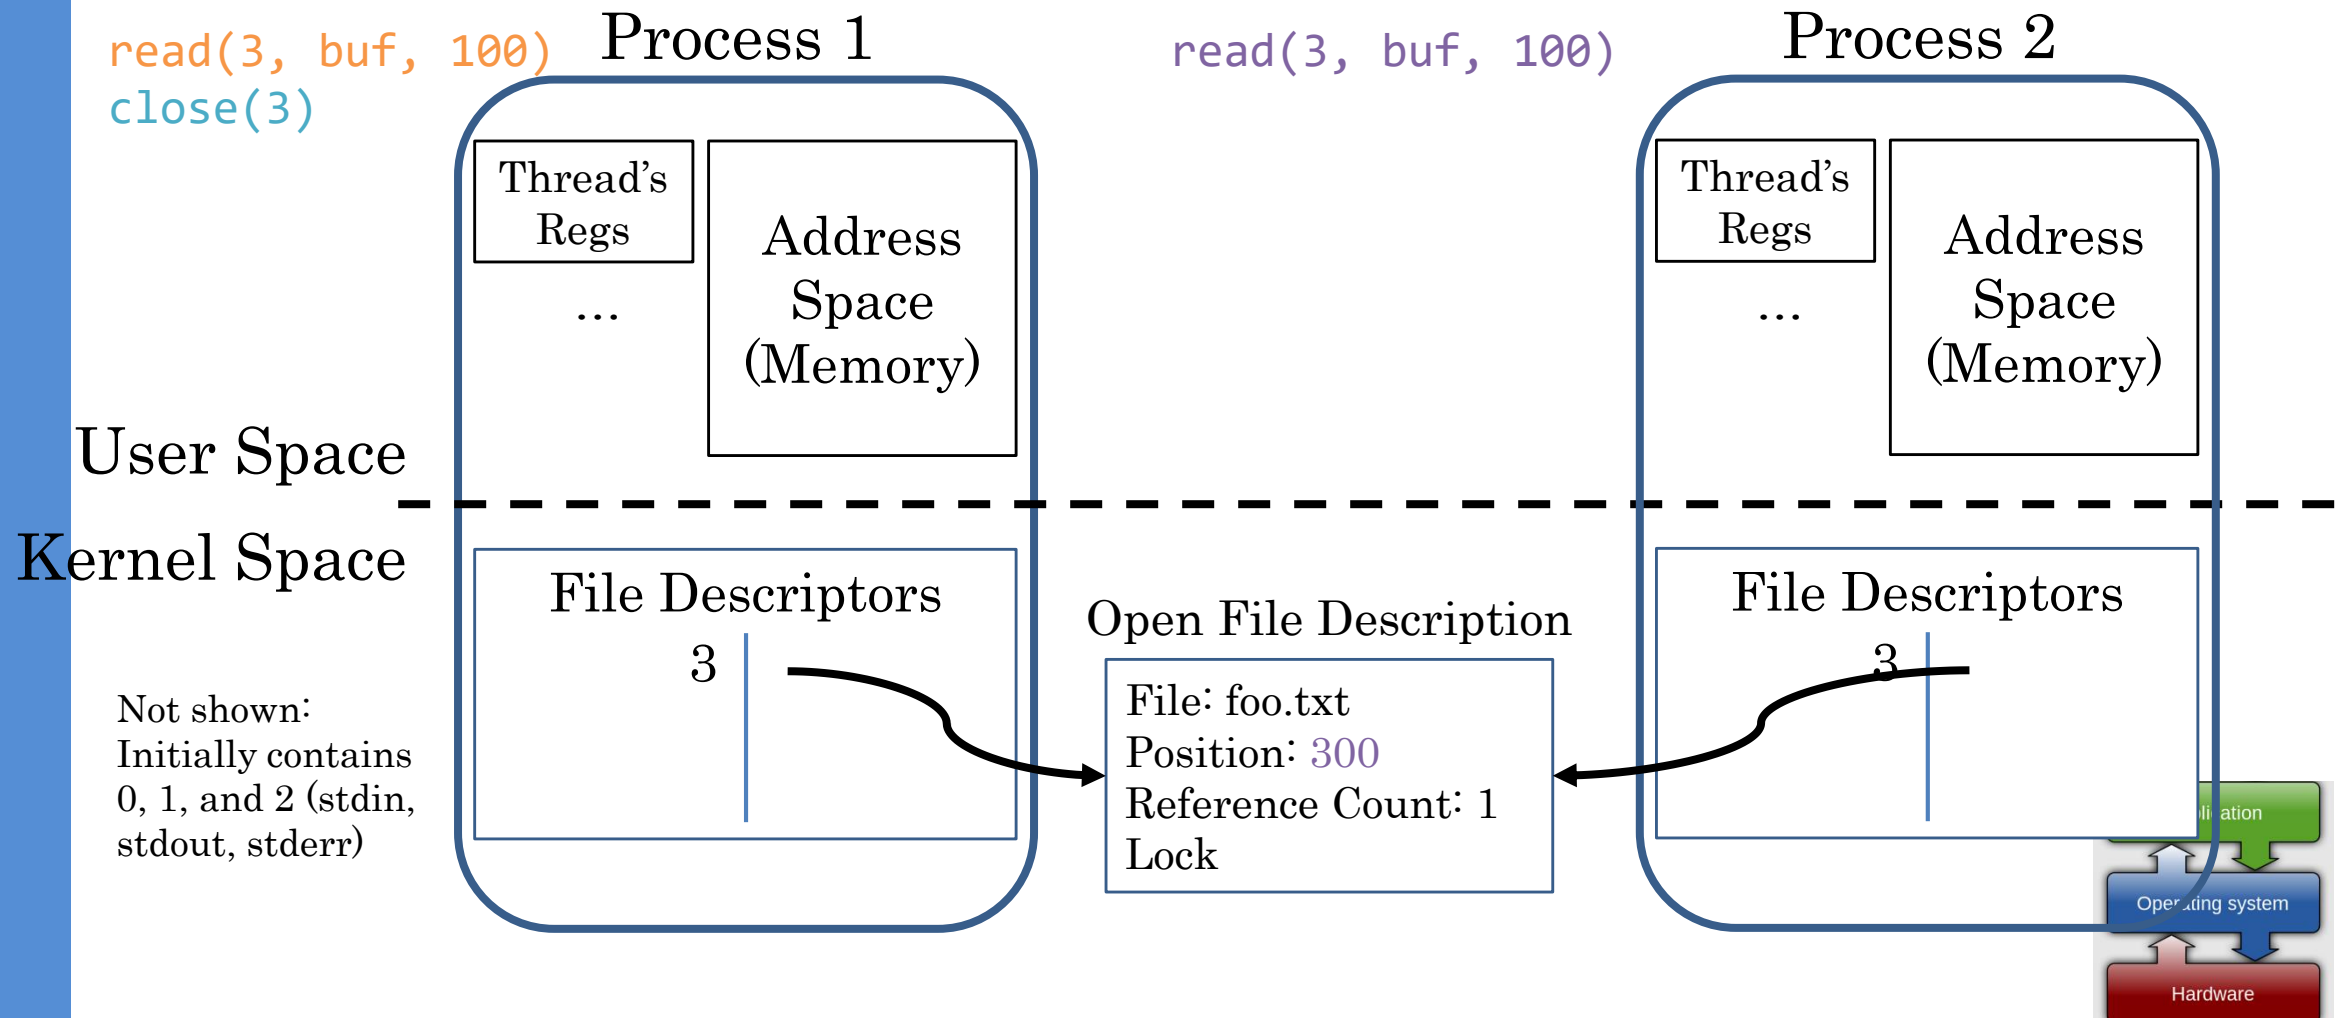 read(3, buf, 100)
close(3)
Process 1
read(3, buf, 100)
Process 2
Thread's
Regs
...
Address
Space
(Memory)
Thread's
Regs
...
Address
Space
(Memory)
User Space
Kernel Space
File Descriptors
3
Open File Description
File: foo.txt
Position: 300
Reference Count: 1
Lock
File Descriptors
3
Not shown:
Initially contains
0, 1, and 2 (stdin,
stdout, stderr)
Operating system
Hardware